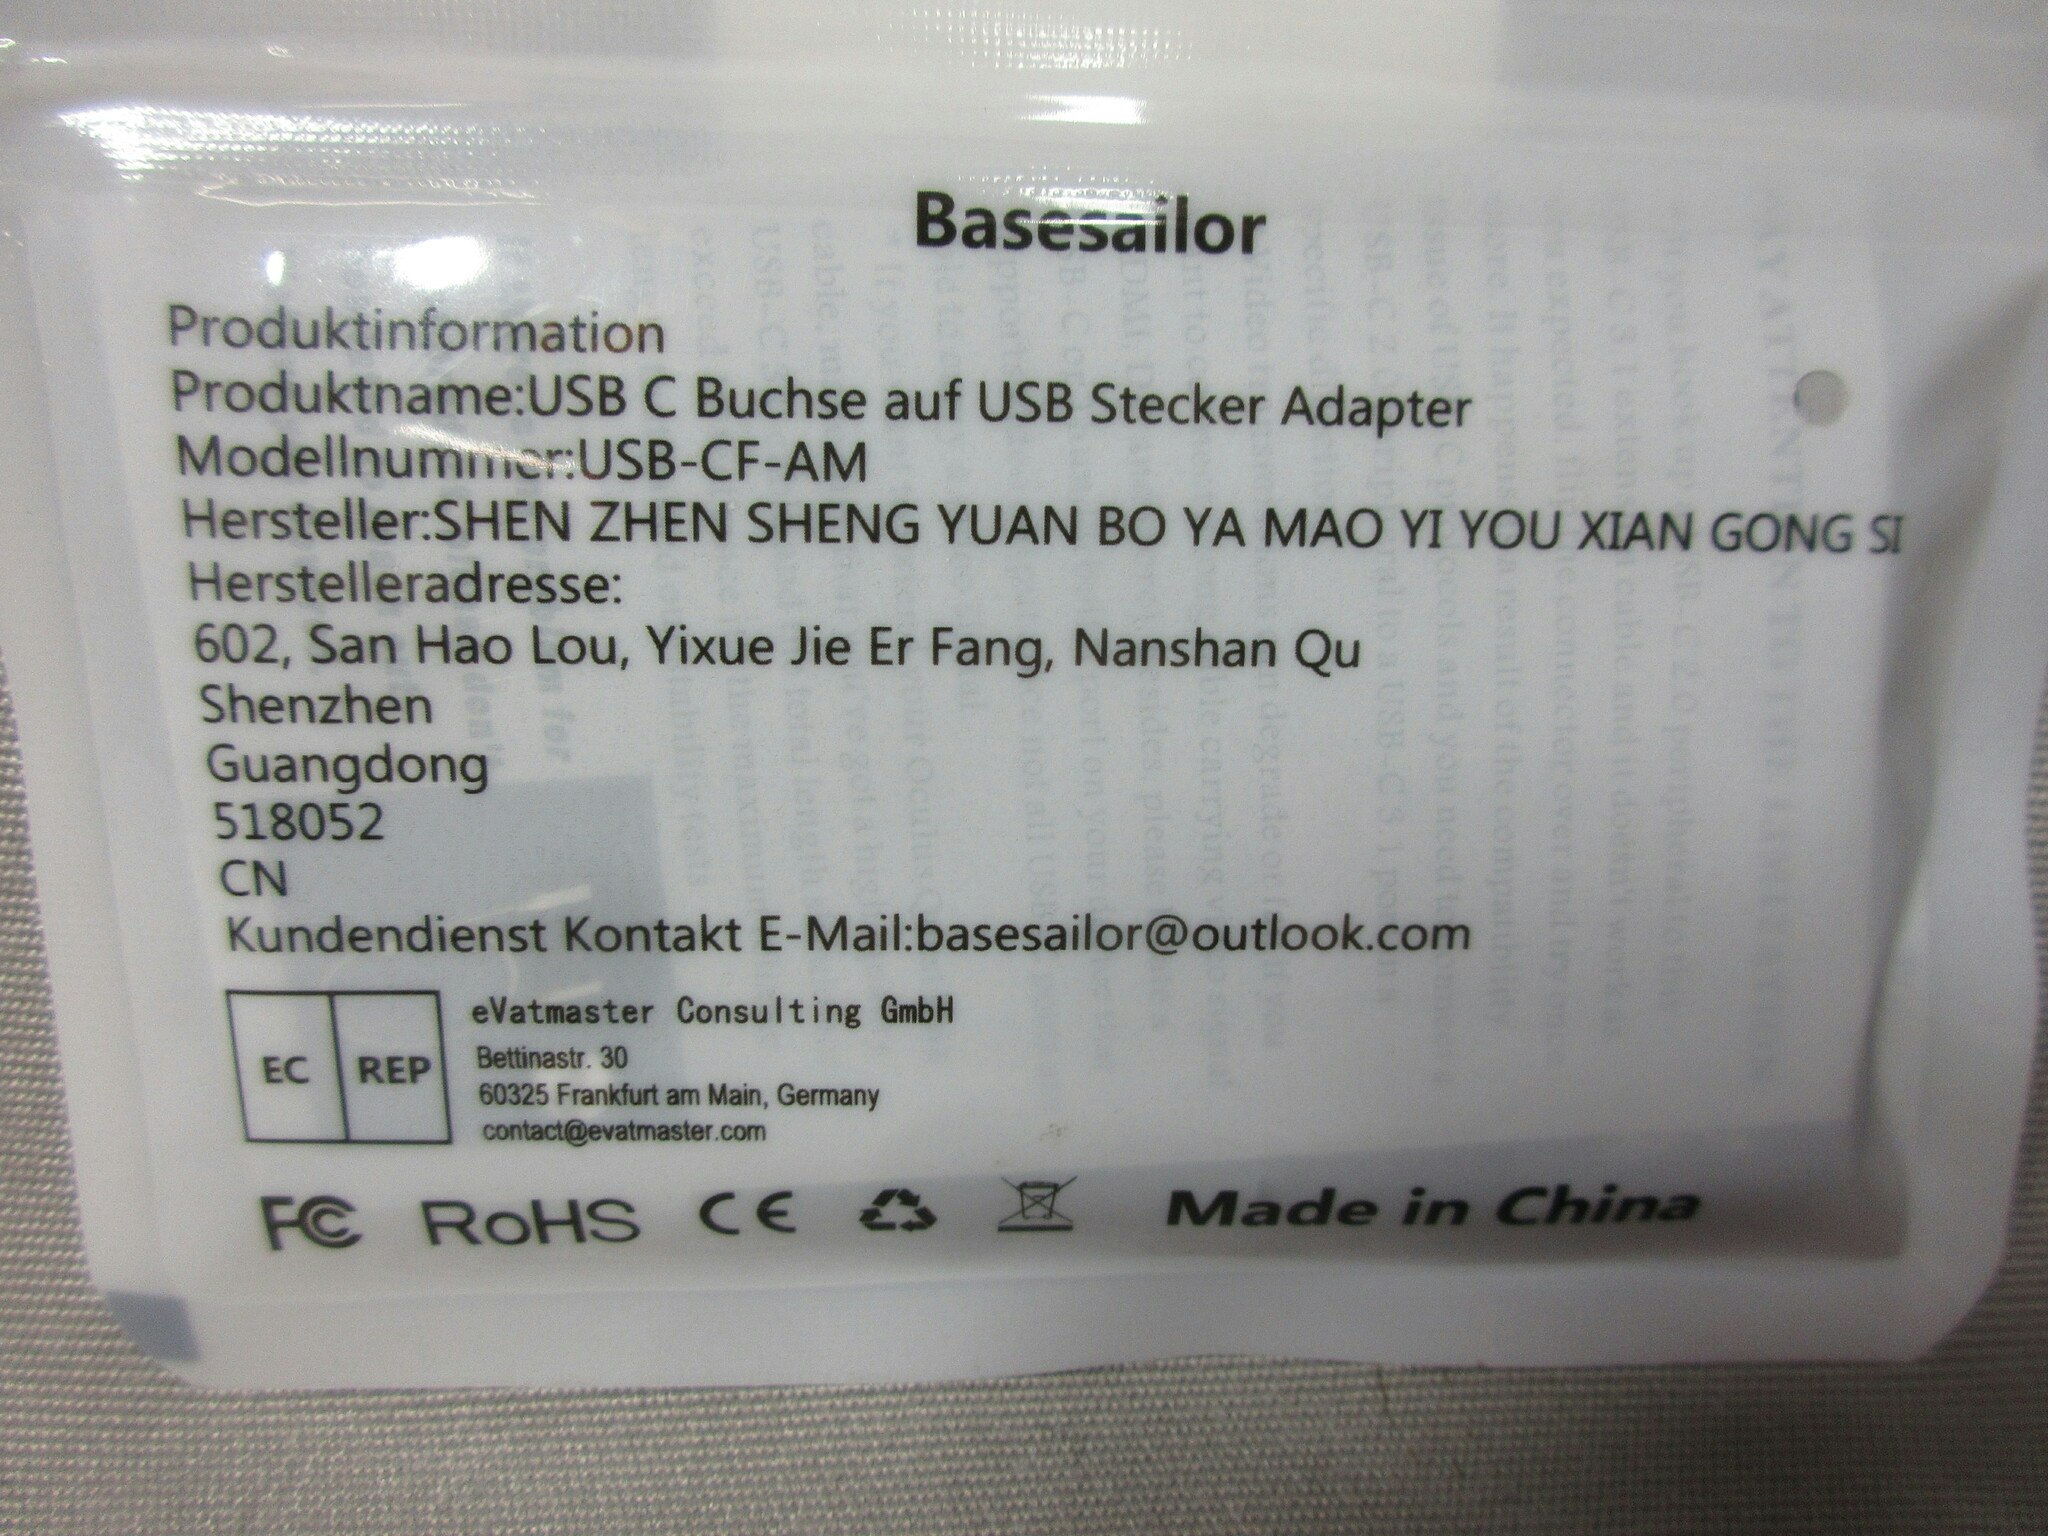 Basesailor
Produktinformation
Produktname:USB C Buchse auf USB Stecker Adapter
Modellnummer:USB-CF-AM
Hersteller:SHEN ZHEN SHENG YUAN BO YA MAO YI YOU XIAN GONG SI
Herstelleradresse:
602, San Hao Lou, Yixue Jie Er Fang, Nanshan Qu
Shenzhen
Guangdong
518052
CN
Kundendienst Kontakt E-Mail:basesailor@outlook.com
EC REP
eVatmaster Consulting GmbH
Bettinastr. 30
60325 Frankfurt am Main, Germany
contact@evatmaster.com
FC RoHS CE Made in China